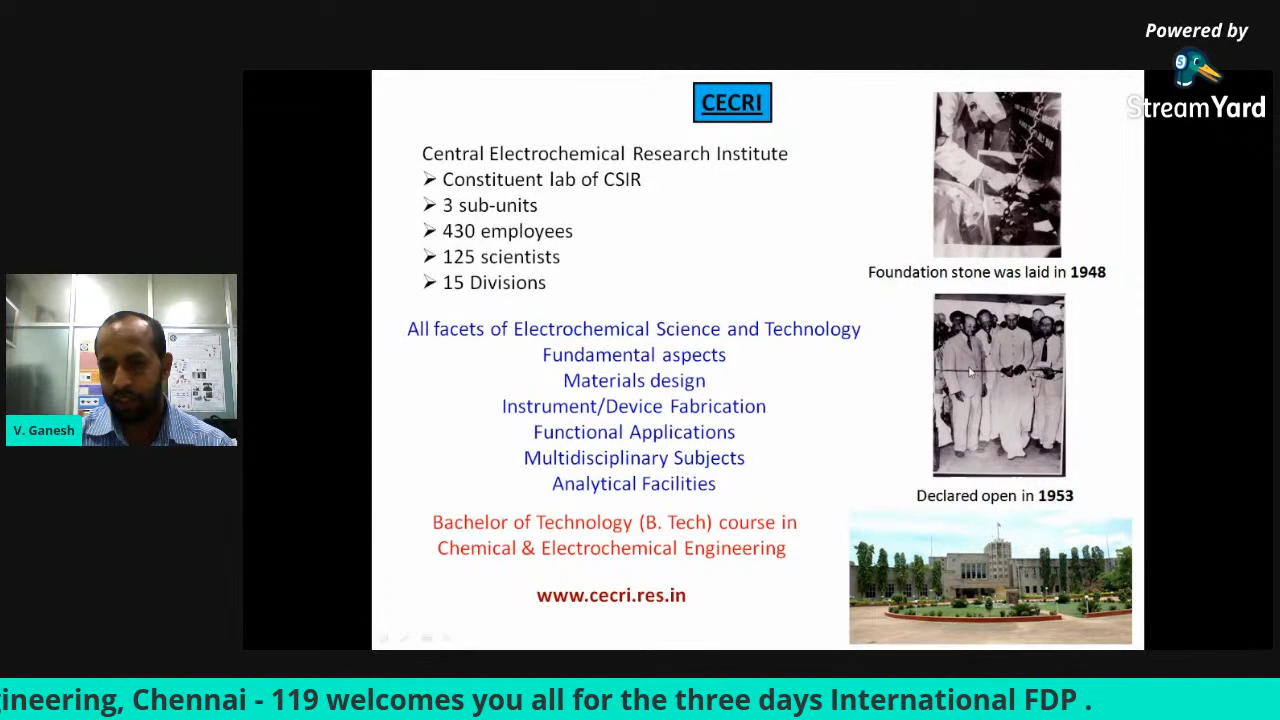 Powered by
StreamYard
CECRI
Central Electrochemical Research Institute
➢ Constituent lab of CSIR
➢ 3 sub-units
➢ 430 employees
➢ 125 scientists
➢ 15 Divisions
All facets of Electrochemical Science and Technology
Fundamental aspects
Materials design
Instrument/Device Fabrication
Functional Applications
Multidisciplinary Subjects
Analytical Facilities
Bachelor of Technology (B. Tech) course in
Chemical & Electrochemical Engineering
www.cecri.res.in
Foundation stone was laid in 1948
Declared open in 1953
V. Ganesh
gineering, Chennai - 119 welcomes you all for the three days International FDP .